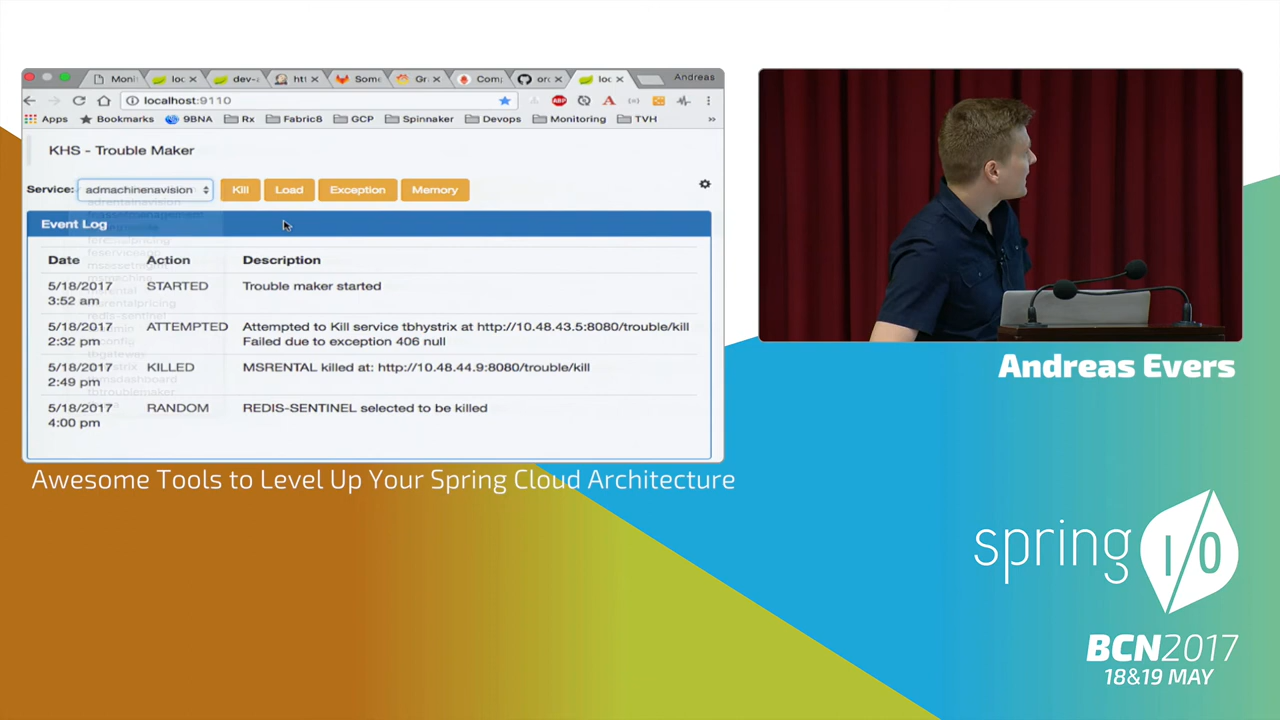 Moni
loc
dev-a
htt
Som
Gr
Com
or
loc
Andreas
localhost:9110
ABP
Apps
Bookmarks
9BNA
Rx
Fabric8
GCP
Spinnaker
Devops
Monitoring
TVH
»
KHS - Trouble Maker
Service: admachinenavision Kill Load Exception Memory
Event Log
Date Action Description
5/18/2017 3:52 am STARTED Trouble maker started
5/18/2017 2:32 pm ATTEMPTED Attempted to Kill service tbhystrix at http://10.48.43.5:8080/trouble/kill
Failed due to exception 406 null
5/18/2017 2:49 pm KILLED MSRENTAL killed at: http://10.48.44.9:8080/trouble/kill
5/18/2017 4:00 pm RANDOM REDIS-SENTINEL selected to be killed
Andreas Evers
Awesome Tools to Level Up Your Spring Cloud Architecture
spring I/O
BCN2017
18&19 MAY